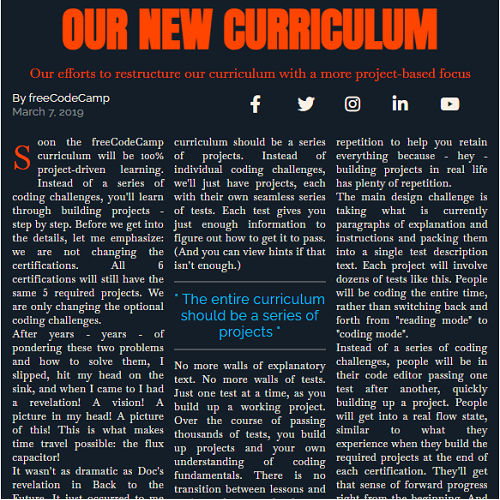 OUR NEW CURRICULUM
Our efforts to restructure our curriculum with a more project-based focus
By freeCodeCamp
March 7, 2019
Soon the freeCodeCamp
curriculum will be 100%
project-driven learning.
Instead of a series of
coding challenges, you'll learn
through building projects -
step by step. Before we get into
the details, let me emphasize:
we are not changing the
certifications. All 6
certifications will still have the
same 5 required projects. We
are only changing the optional
coding challenges.
After years - years - of
pondering these two problems
and how to solve them, I
slipped, hit my head on the
sink, and when I came to I had
a revelation! A vision! A
picture in my head! A picture
of this! This is what makes
time travel possible: the flux
capacitor!
It wasn't as dramatic as Doc's
revelation in Back to the
Future. It just occurred to me
curriculum should be a series
of projects. Instead of
individual coding challenges,
we'll just have projects, each
with their own seamless series
of tests. Each test gives you
just enough information to
figure out how to get it to pass.
(And you can view hints if that
isn't enough.)
" The entire curriculum
should be a series of
projects "
No more walls of explanatory
text. No more walls of tests.
Just one test at a time, as you
build up a working project.
Over the course of passing
thousands of tests, you build
up projects and your own
understanding of coding
fundamentals. There is no
transition between lessons and
repetition to help you retain
everything because - hey -
building projects in real life
has plenty of repetition.
The main design challenge is
taking what is currently
paragraphs of explanation and
instructions and packing them
into a single test description
text. Each project will involve
dozens of tests like this. People
will be coding the entire time,
rather than switching back and
forth from "reading mode" to
"coding mode".
Instead of a series of coding
challenges, people will be in
their code editor passing one
test after another, quickly
building up a project. People
will get into a real flow state,
similar to what they
experience when they build the
required projects at the end of
each certification. They'll get
that sense of forward progress
right from the beginning. And